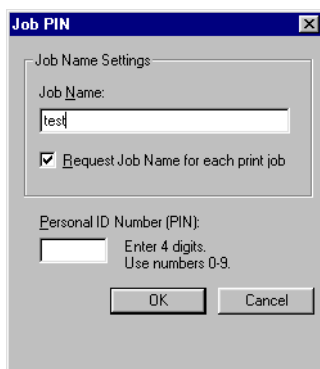 Job PIN
Job Name Settings
Job Name:
test
Request Job Name for each print job
Personal ID Number (PIN):
Enter 4 digits.
Use numbers 0-9.
OK Cancel